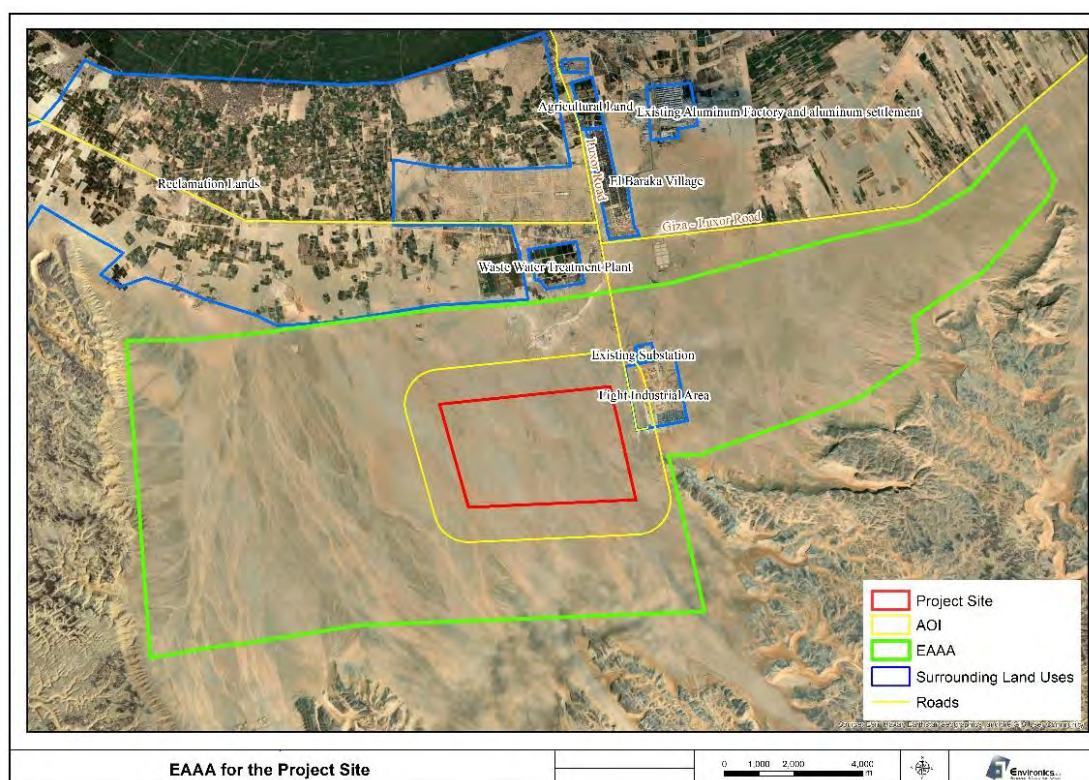 Agricultural Land
Existing Aluminum Factory and aluminum settlement
Luxor Road
Reclamation Lands
El Baraka Village
Giza - Luxor Road
Waste Water Treatment Plant
Existing Substation
Light Industrial Area
Project Site
AOI
EAAA
Surrounding Land Uses
Roads
EAAA for the Project Site
0 1,000 2,000 4,000
m
Environics